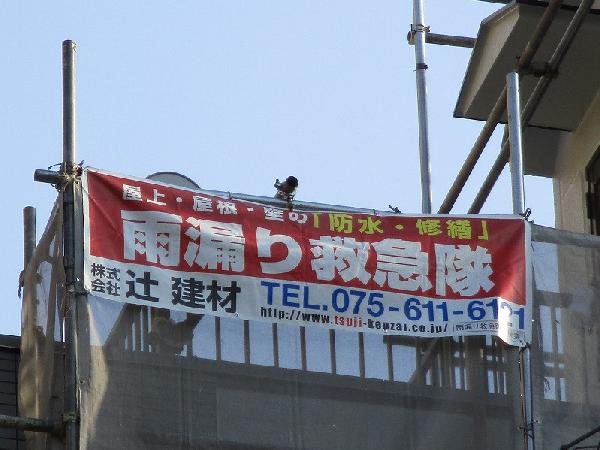 屋上・屋根・壁の「防水・修繕」
雨漏り救急隊
株式会社 辻 建材
TEL.075-611-6191
http://www.tsuji-kenzai.co.jp/